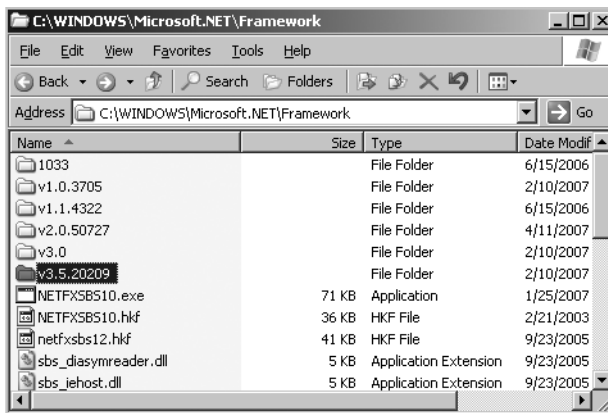 C:\WINDOWS\Microsoft.NET\Framework
File Edit View Favorites Tools Help
Back Search Folders
Address C:\WINDOWS\Microsoft.NET\Framework Go
Name Size Type Date Modif
1033 File Folder 6/15/2006
v1.0.3705 File Folder 2/10/2007
v1.1.4322 File Folder 6/15/2006
v2.0.50727 File Folder 4/11/2007
v3.0 File Folder 2/10/2007
v3.5.20209 File Folder 2/10/2007
NETFXSBS10.exe 71 KB Application 1/25/2007
NETFXSBS10.hkf 36 KB HKF File 2/21/2003
netfxsbs12.hkf 41 KB HKF File 9/23/2005
sbs_diasymreader.dll 5 KB Application Extension 9/23/2005
sbs_iehost.dll 5 KB Application Extension 9/23/2005